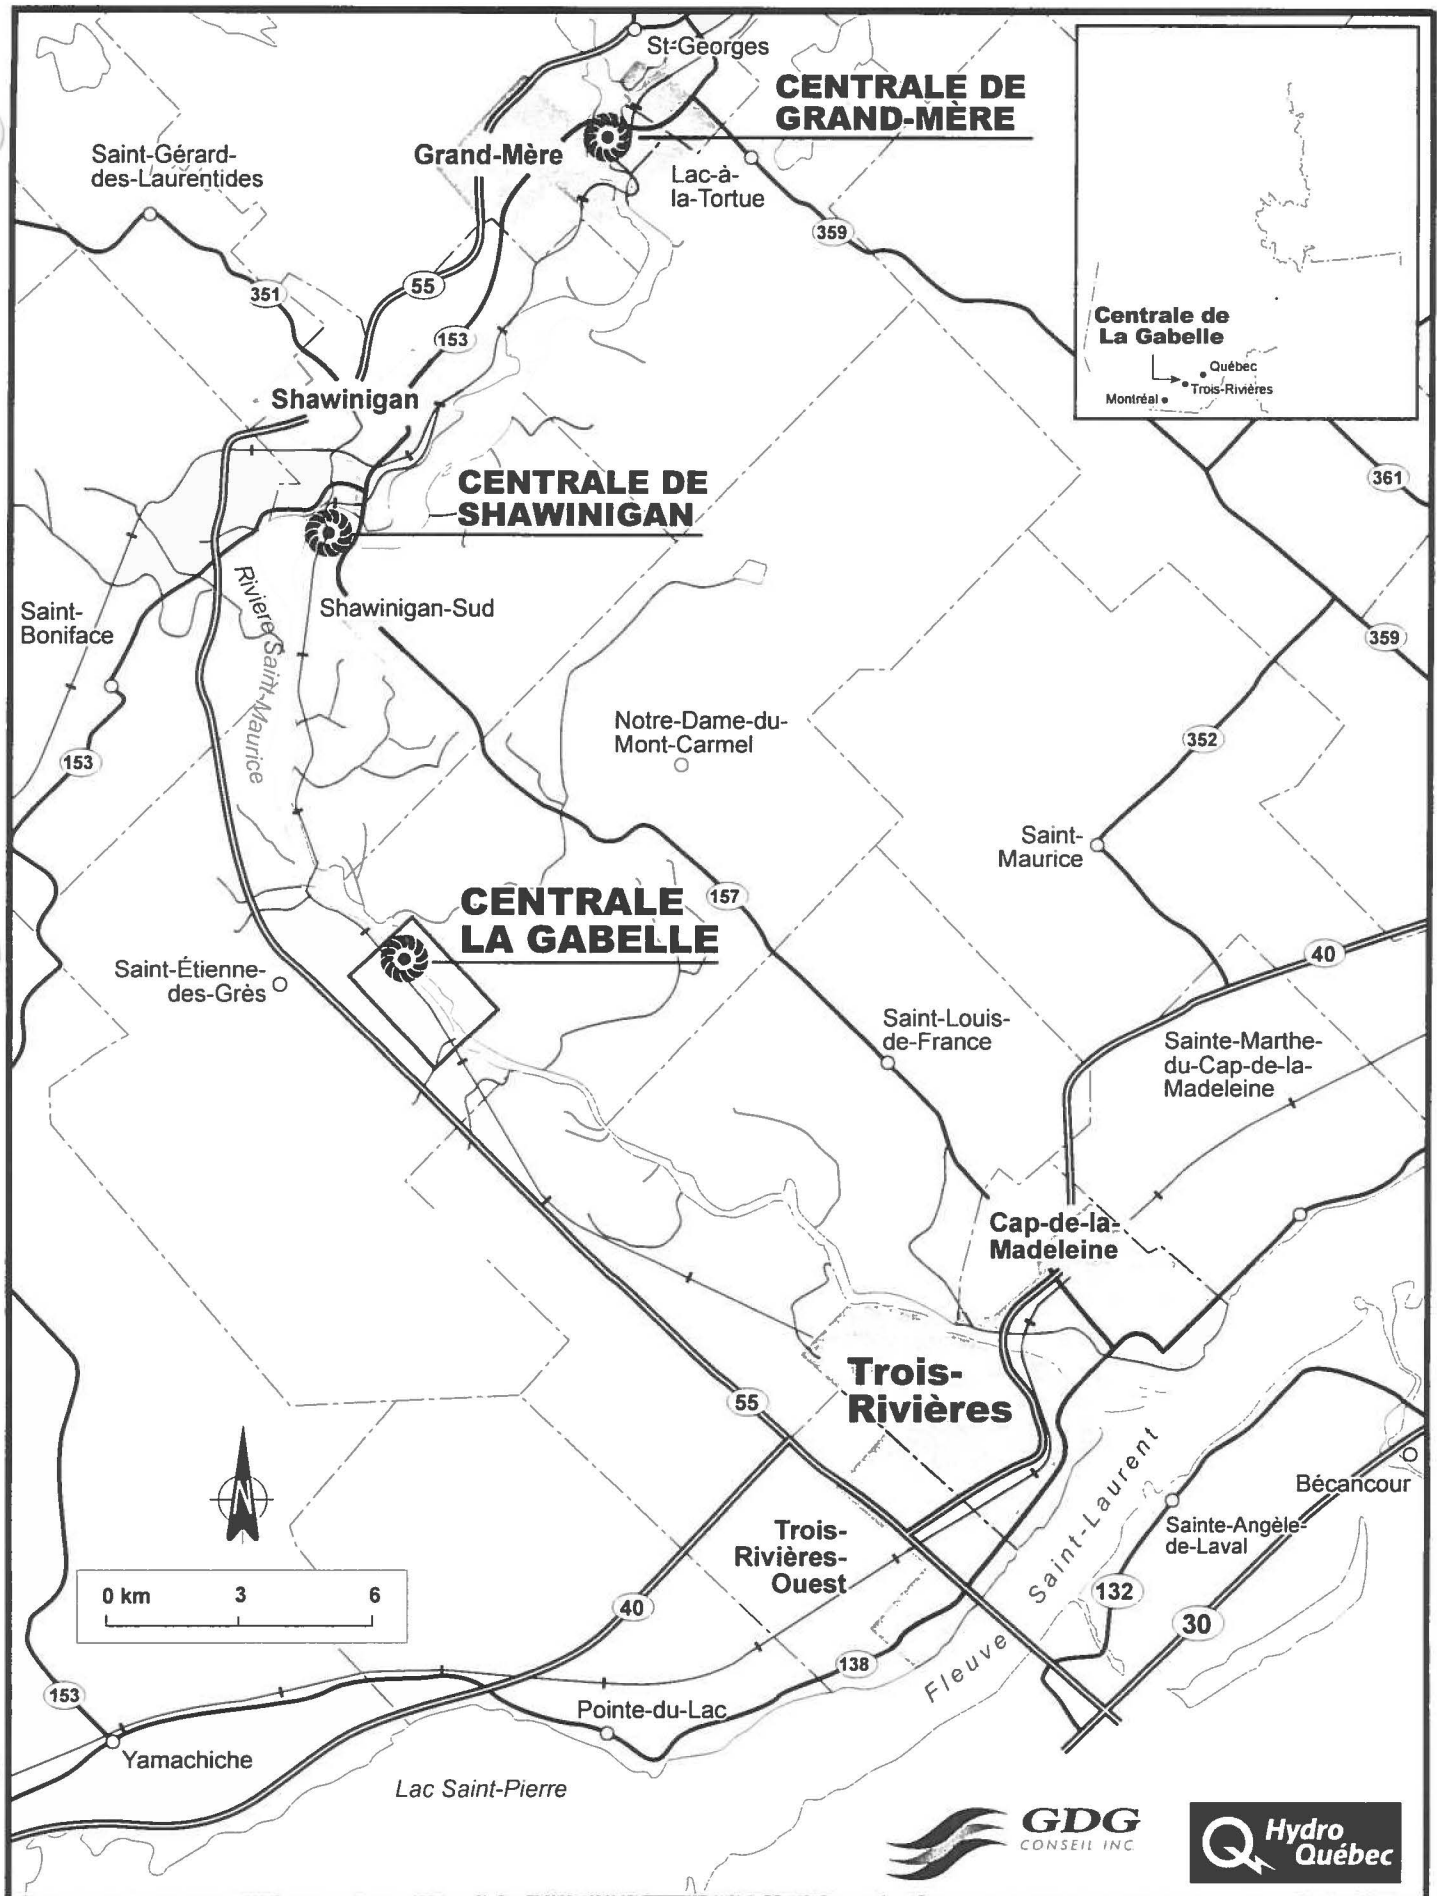 St-Georges
CENTRALE DE
GRAND-MÈRE
Saint-Gérard-
des-Laurentides
Grand-Mère
Lac-à-
la-Tortue
359
351
55
153
Centrale de
La Gabelle
Québec
Trois-Rivières
Montréal
Shawinigan
361
CENTRALE DE
SHAWINIGAN
Saint-
Boniface
Rivière Saint-Maurice
Shawinigan-Sud
359
Notre-Dame-du-
Mont-Carmel
352
153
Saint-
Maurice
157
CENTRALE
LA GABELLE
40
Saint-Étienne-
des-Grès
Saint-Louis-
de-France
Sainte-Marthe-
du-Cap-de-la-
Madeleine
Cap-de-la-
Madeleine
Trois-
Rivières
55
Bécancour
N
Sainte-Angèle-
de-Laval
Trois-
Rivières-
Ouest
Fleuve Saint-Laurent
0 km 3 6
40
132
30
138
153
Pointe-du-Lac
Yamachiche
Lac Saint-Pierre
GDG
CONSEIL INC.
Hydro
Québec